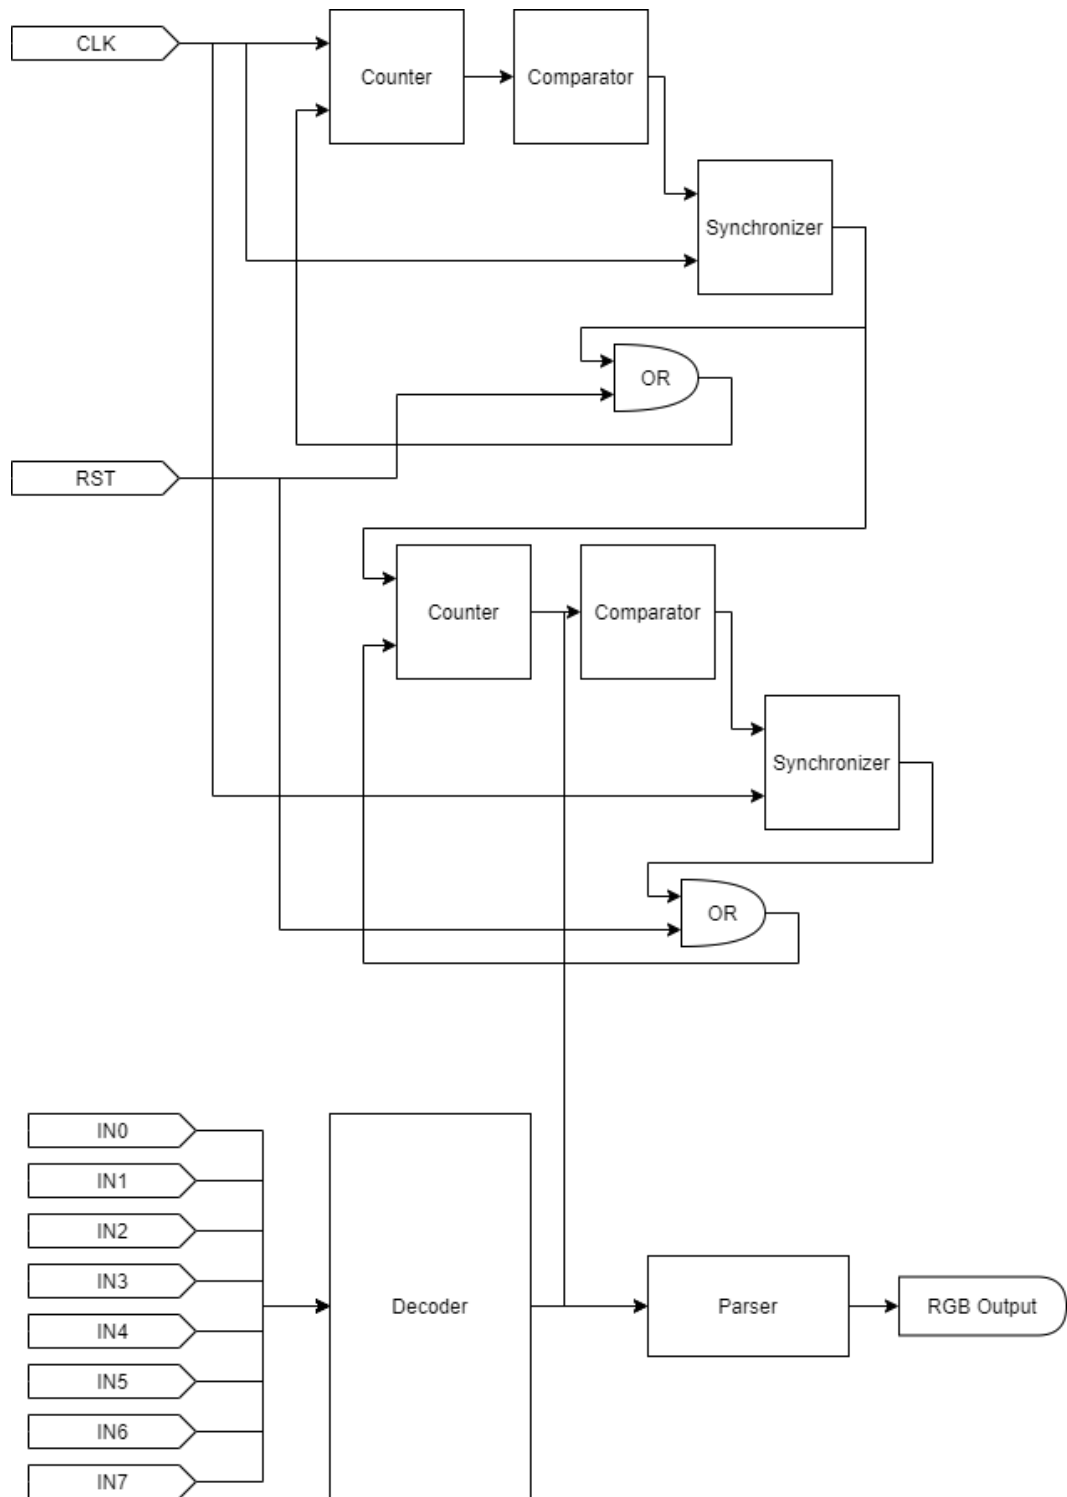 CLK
Counter
Comparator
Synchronizer
OR
RST
Counter
Comparator
Synchronizer
OR
IN0
IN1
IN2
IN3
IN4
IN5
IN6
IN7
Decoder
Parser
RGB Output